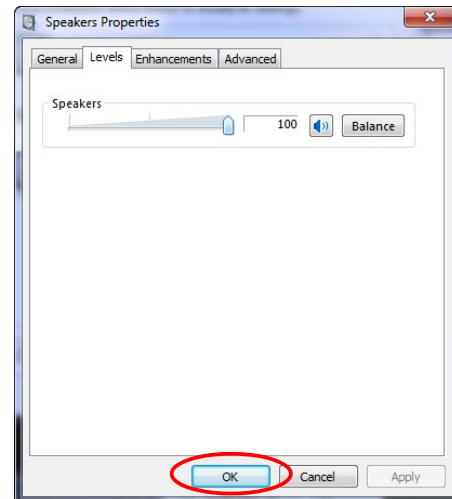 Speakers Properties
General Levels Enhancements Advanced
Speakers
100 Balance
OK Cancel Apply